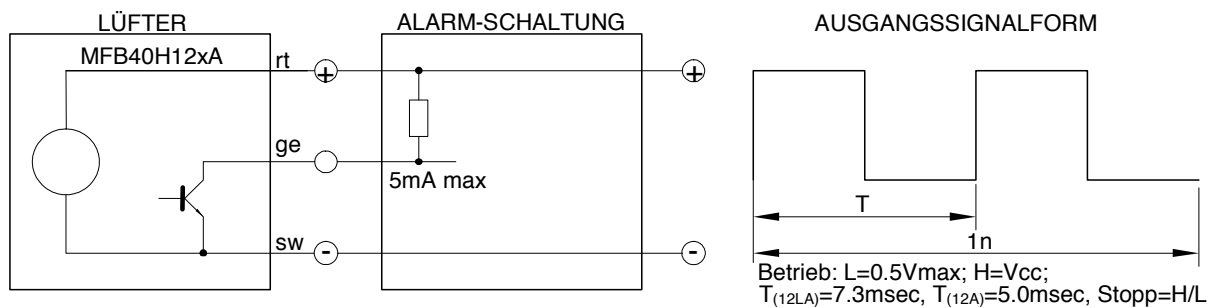 LÜFTER
ALARM-SCHALTUNG
AUSGANGSSIGNALFORM
MFB40H12xA
rt
+
+
ge
5mA max
sw
-
-
T
1n
Betrieb: L=0.5Vmax; H=Vcc;
T(12LA)=7.3msec, T(12A)=5.0msec, Stopp=H/L